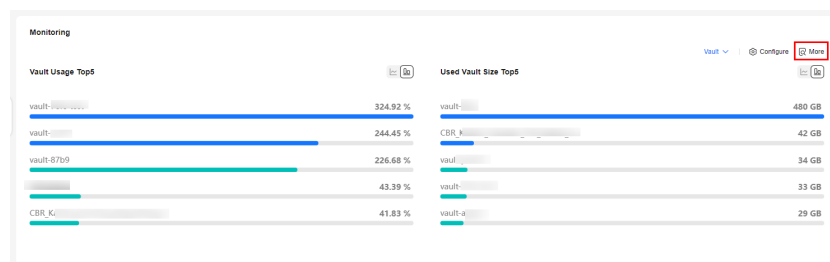 Monitoring
Vault
Configure
More
Vault Usage Top5
vault-
324.92 %
vault-
244.45 %
vault-87b9
226.68 %
43.39 %
CBR_K
41.83 %
Used Vault Size Top5
vault-
480 GB
CBR_
42 GB
vaul
34 GB
vault-
33 GB
vault-a
29 GB